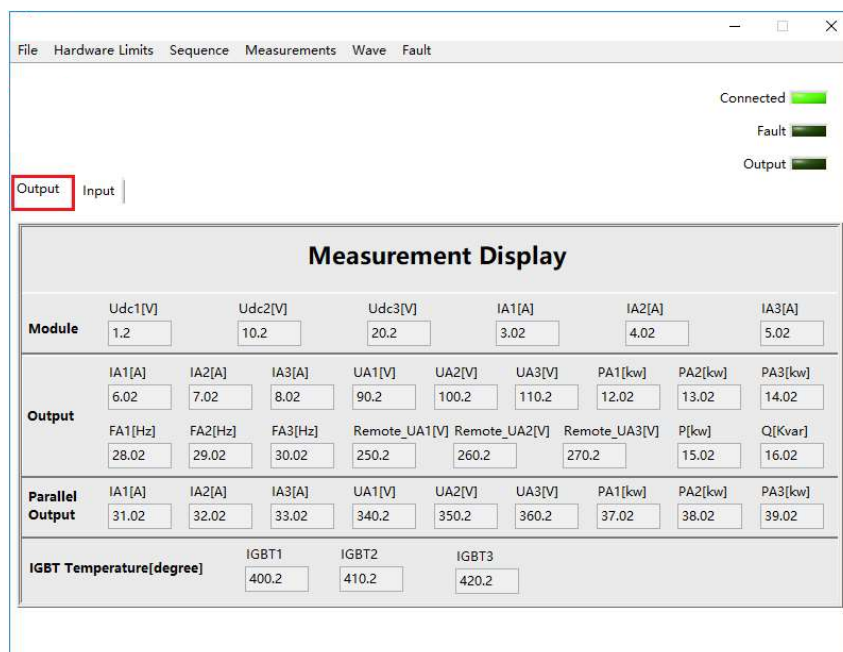 File Hardware Limits Sequence Measurements Wave Fault
Connected
Fault
Output
Output Input
Measurement Display
Udc1[V] Udc2[V] Udc3[V] IA1[A] IA2[A] IA3[A]
Module 1.2 10.2 20.2 3.02 4.02 5.02
IA1[A] IA2[A] IA3[A] UA1[V] UA2[V] UA3[V] PA1[kw] PA2[kw] PA3[kw]
6.02 7.02 8.02 90.2 100.2 110.2 12.02 13.02 14.02
Output
FA1[Hz] FA2[Hz] FA3[Hz] Remote_UA1[V] Remote_UA2[V] Remote_UA3[V] P[kw] Q[Kvar]
28.02 29.02 30.02 250.2 260.2 270.2 15.02 16.02
Parallel IA1[A] IA2[A] IA3[A] UA1[V] UA2[V] UA3[V] PA1[kw] PA2[kw] PA3[kw]
Output 31.02 32.02 33.02 340.2 350.2 360.2 37.02 38.02 39.02
IGBT1 IGBT2 IGBT3
IGBT Temperature[degree] 400.2 410.2 420.2